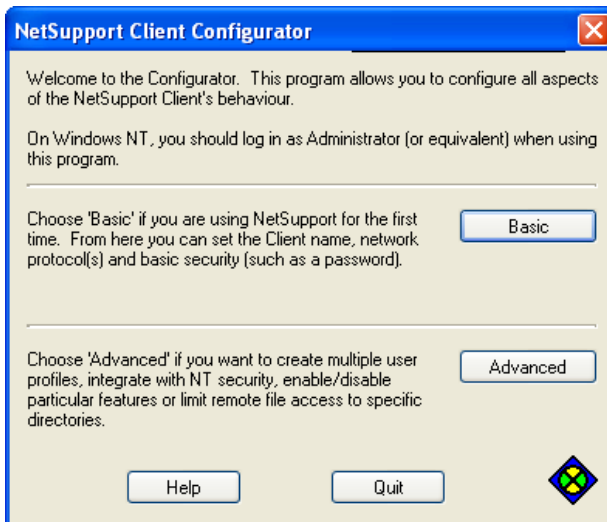 NetSupport Client Configurator
Welcome to the Configurator. This program allows you to configure all aspects
of the NetSupport Client's behaviour.
On Windows NT, you should log in as Administrator (or equivalent) when using
this program.
Choose 'Basic' if you are using NetSupport for the first
time. From here you can set the Client name, network
protocol(s) and basic security (such as a password).
Basic
Choose 'Advanced' if you want to create multiple user
profiles, integrate with NT security, enable/disable
particular features or limit remote file access to specific
directories.
Advanced
Help
Quit